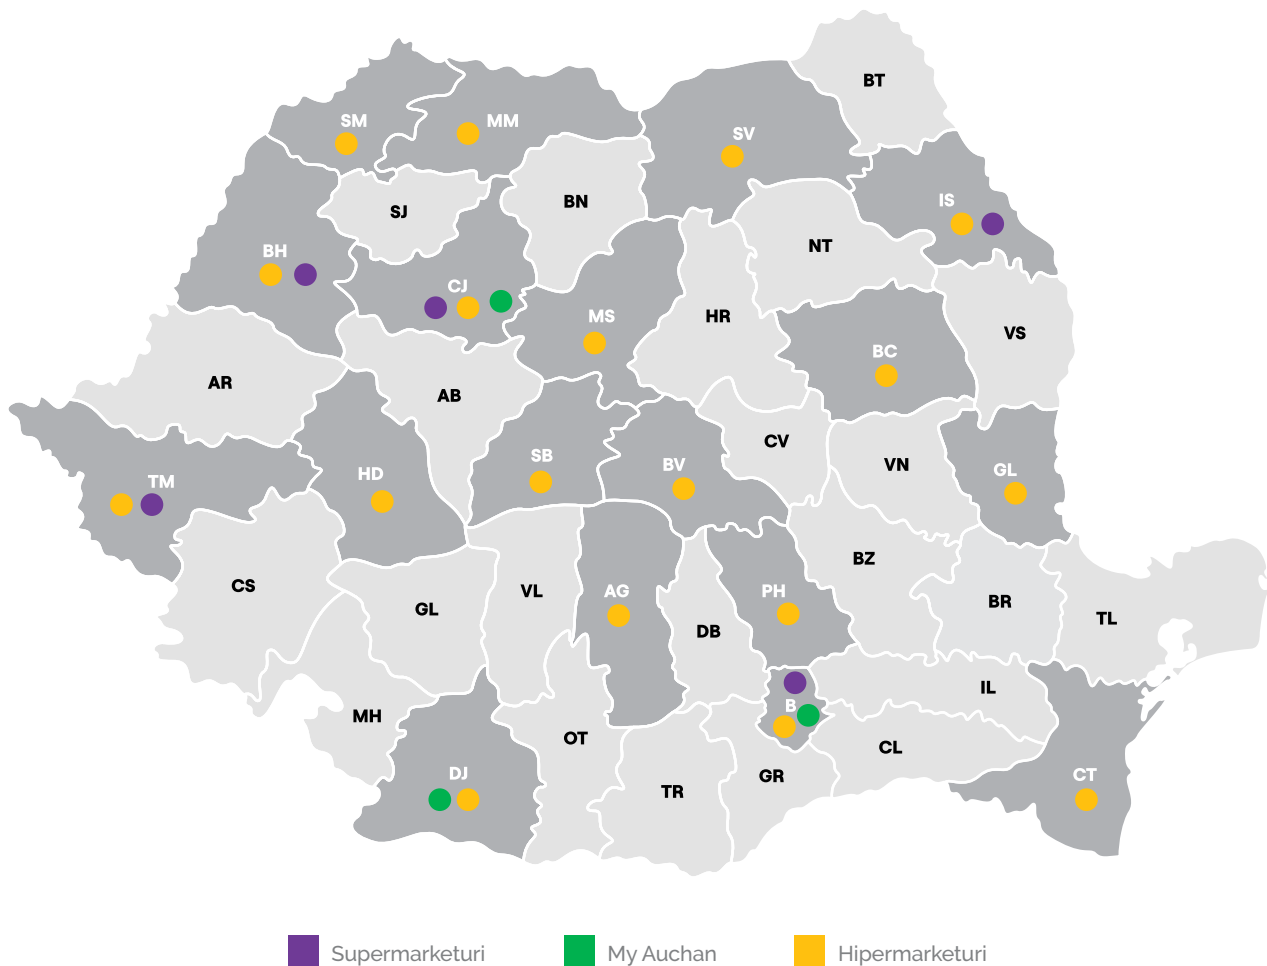 BT
SM
MM
SV
IS
BN
SJ
NT
BH
CJ
MS
HR
VS
BC
AR
AB
CV
SB
BV
VN
GL
HD
TM
BZ
CS
VL
AG
PH
BR
GL
DB
TL
IL
B
MH
OT
CL
DJ
GR
CT
TR
Supermarketuri
My Auchan
Hipermarketuri